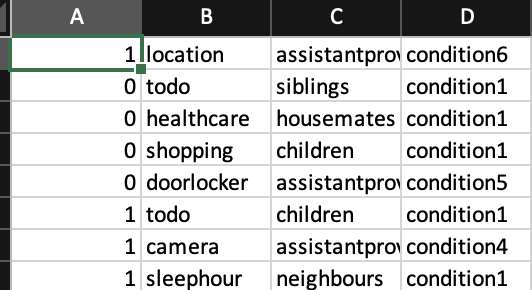 A B C D
1 location assistantprov condition6
0 todo siblings condition1
0 healthcare housemates condition1
0 shopping children condition1
0 doorlocker assistantprov condition5
1 todo children condition1
1 camera assistantprov condition4
1 sleephour neighbours condition1